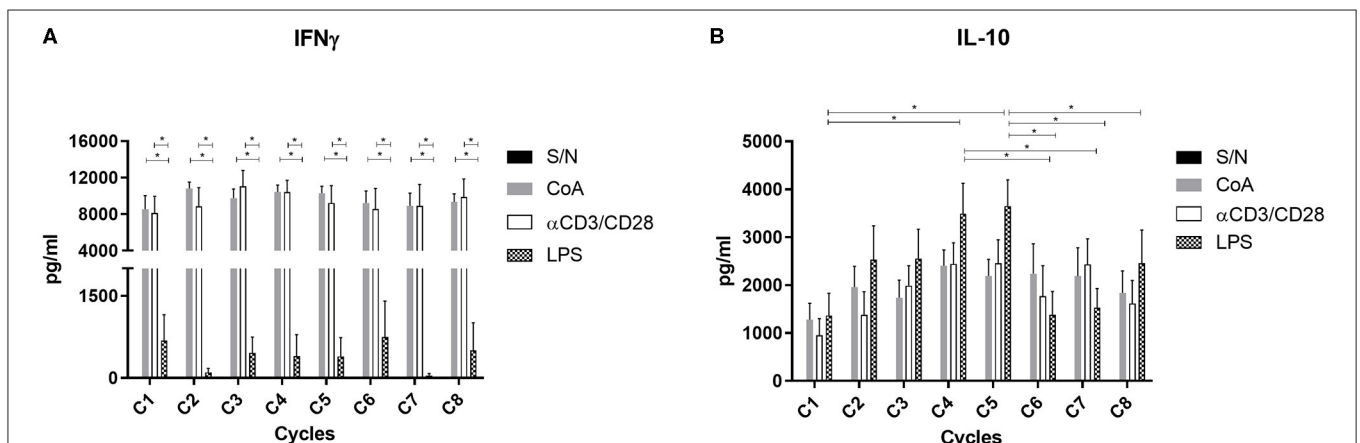 A
IFNγ
16000
12000
8000
4000
1500
0
pg/ml
C1
C2
C3
C4
C5
C6
C7
C8
Cycles
S/N
CoA
αCD3/CD28
LPS
* * * * * * * *
* * * * * * * *
B
IL-10
5000
4000
3000
2000
1000
0
pg/ml
C1
C2
C3
C4
C5
C6
C7
C8
Cycles
S/N
CoA
αCD3/CD28
LPS
* *
* *
*
*
*